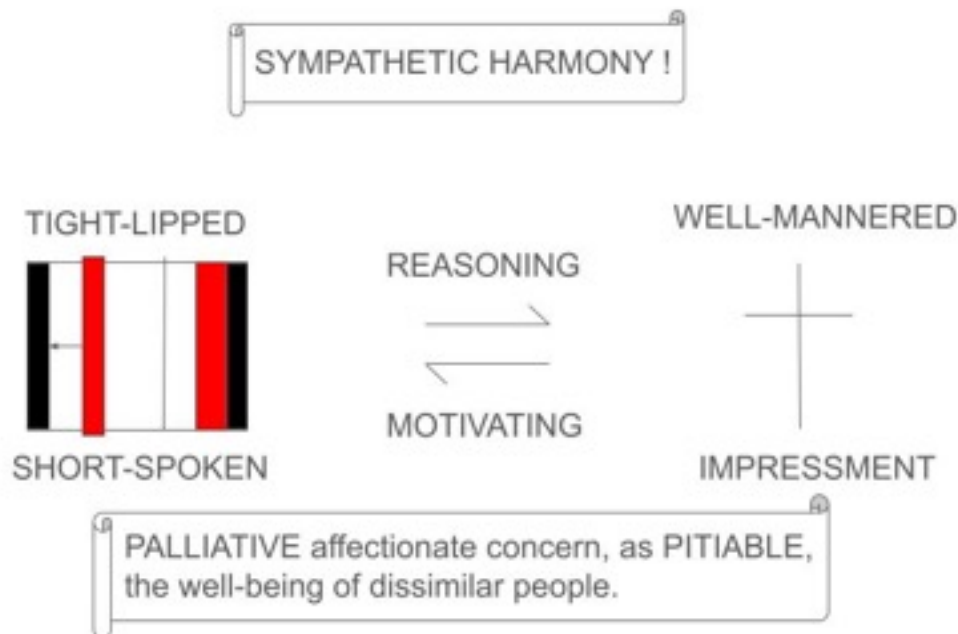 SYMPATHETIC HARMONY !
TIGHT-LIPPED
WELL-MANNERED
REASONING
MOTIVATING
SHORT-SPOKEN
IMPRESSMENT
PALLIATIVE affectionate concern, as PITIABLE,
the well-being of dissimilar people.